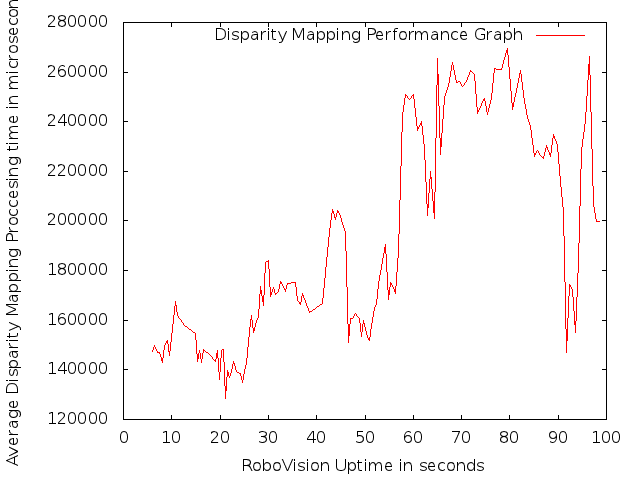 Disparity Mapping Performance Graph
Average Disparity Mapping Proccesing time in microsecon
280000
260000
240000
220000
200000
180000
160000
140000
120000
0 10 20 30 40 50 60 70 80 90 100
RoboVision Uptime in seconds